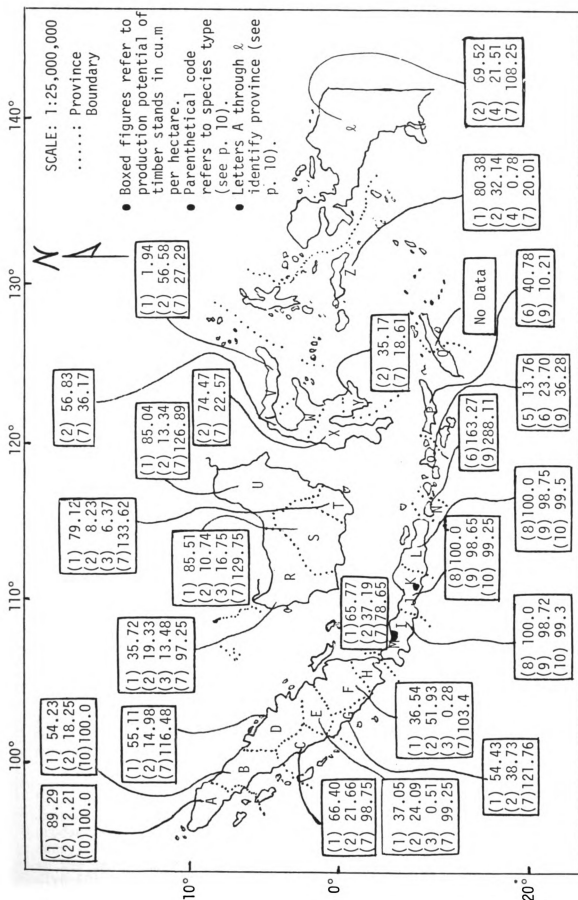 SCALE: 1:25,000,000
......: Province
Boundary
• Boxed figures refer to
production potential of
timber stands in cu.m
per hectare.
• Parenthetical code
refers to species type
(see p. 10).
• Letters A through ℓ
identify province (see
p. 10).
N
100°
110°
120°
130°
140°
10°
0°
20°
(1) 89.29
(2) 12.21
(10) 100.0
(1) 54.23
(2) 18.25
(10) 100.0
(1) 55.11
(2) 14.98
(7) 116.48
(1) 35.72
(2) 19.33
(3) 13.48
(7) 97.25
(1) 85.51
(2) 10.74
(3) 16.75
(7) 129.75
(1) 79.12
(2) 8.23
(3) 6.37
(7) 133.62
(1) 85.04
(2) 13.34
(7) 126.89
(2) 56.83
(7) 36.17
(2) 74.47
(7) 22.57
(1) 1.94
(2) 56.58
(7) 27.29
(2) 35.17
(7) 18.61
(1) 65.77
(2) 37.19
(7) 78.65
(1) 66.40
(2) 21.66
(7) 98.75
(1) 37.05
(2) 24.09
(3) 0.51
(7) 99.25
(1) 54.43
(2) 38.73
(7) 121.76
(1) 36.54
(2) 51.93
(3) 0.28
(7) 103.4
(8) 100.0
(9) 98.72
(10) 99.3
(8) 100.0
(9) 98.65
(10) 99.25
(8) 100.0
(9) 98.75
(10) 99.5
(6) 163.27
(9) 288.11
(5) 13.76
(6) 23.70
(9) 36.28
(6) 40.78
(9) 10.21
No Data
(1) 80.38
(2) 32.14
(4) 0.78
(7) 20.01
(2) 69.52
(4) 21.51
(7) 108.25
A
B
C
D
E
F
G
H
I
J
K
L
M
N
O
P
R
S
T
U
W
X
Y
Z
ℓ